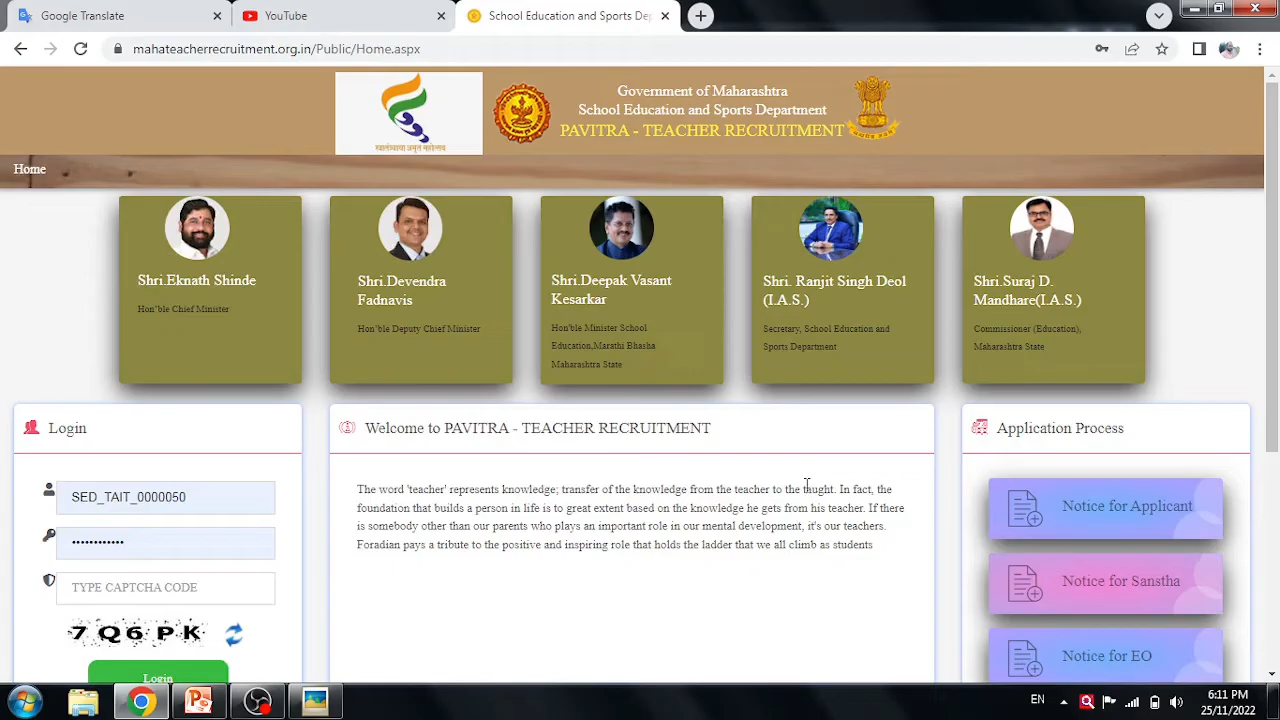 Google Translate
YouTube
School Education and Sports De
mahateacherrecruitment.org.in/Public/Home.aspx
स्वातंत्र्याचा अमृत महोत्सव
Government of Maharashtra
School Education and Sports Department
PAVITRA - TEACHER RECRUITMENT
Home
Shri.Eknath Shinde
Hon'ble Chief Minister
Shri.Devendra
Fadnavis
Hon'ble Deputy Chief Minister
Shri.Deepak Vasant
Kesarkar
Hon'ble Minister School
Education,Marathi Bhasha
Maharashtra State
Shri. Ranjit Singh Deol
(I.A.S.)
Secretary, School Education and
Sports Department
Shri.Suraj D.
Mandhare(I.A.S.)
Commissioner (Education),
Maharashtra State
Login
SED_TAIT_0000050
••••••••••••
TYPE CAPTCHA CODE
7Q6PK
Login
Welcome to PAVITRA - TEACHER RECRUITMENT
The word 'teacher' represents knowledge; transfer of the knowledge from the teacher to the taught. In fact, the
foundation that builds a person in life is to great extent based on the knowledge he gets from his teacher. If there
is somebody other than our parents who plays an important role in our mental development, it's our teachers.
Foradian pays a tribute to the positive and inspiring role that holds the ladder that we all climb as students
Application Process
Notice for Applicant
Notice for Sanstha
Notice for EO
EN
6:11 PM
25/11/2022